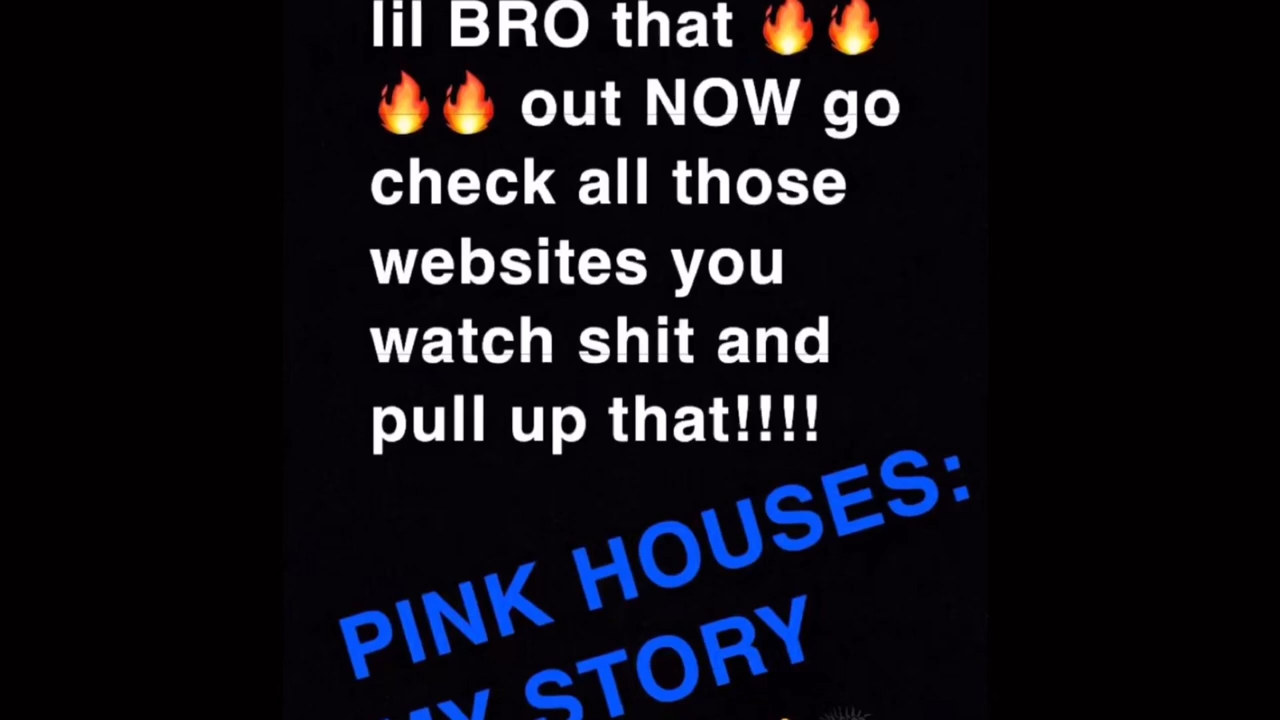 lil BRO that 🔥🔥
🔥🔥 out NOW go
check all those
websites you
watch shit and
pull up that!!!!
PINK HOUSES:
MY STORY